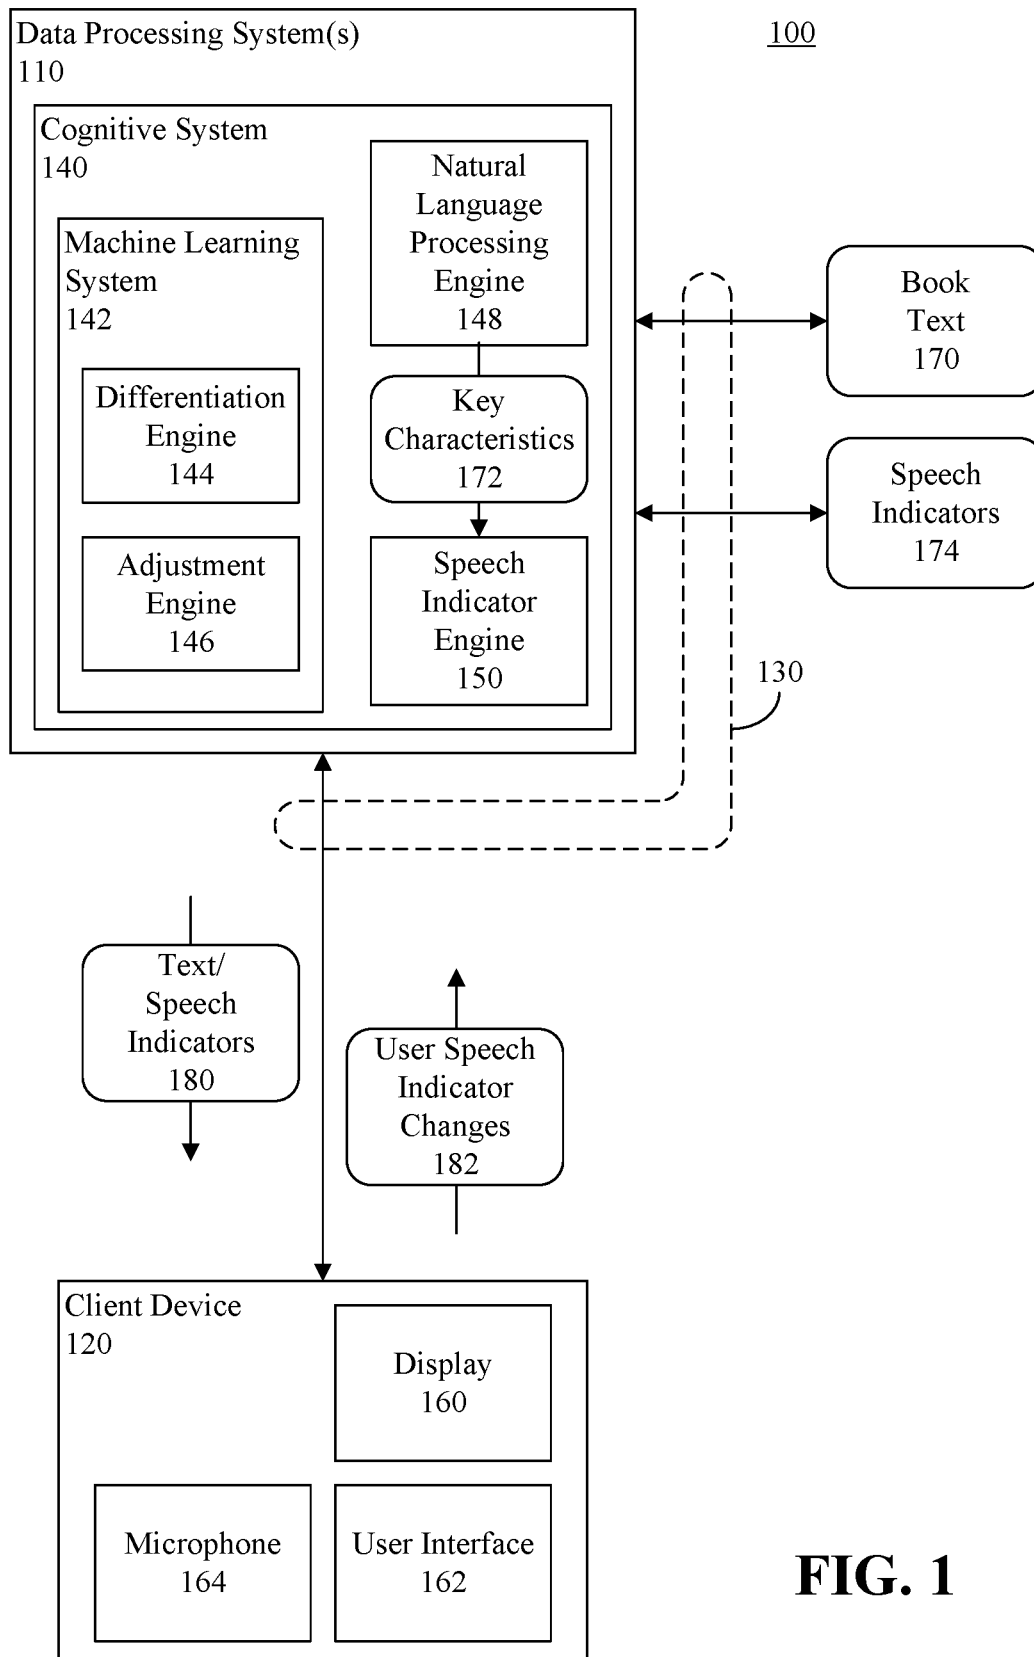 Data Processing System(s)
110
100
Cognitive System
140
Natural
Language
Processing
Engine
148
Machine Learning
System
142
Differentiation
Engine
144
Key
Characteristics
172
Adjustment
Engine
146
Speech
Indicator
Engine
150
Book
Text
170
Speech
Indicators
174
130
Text/
Speech
Indicators
180
User Speech
Indicator
Changes
182
Client Device
120
Display
160
Microphone
164
User Interface
162
FIG. 1